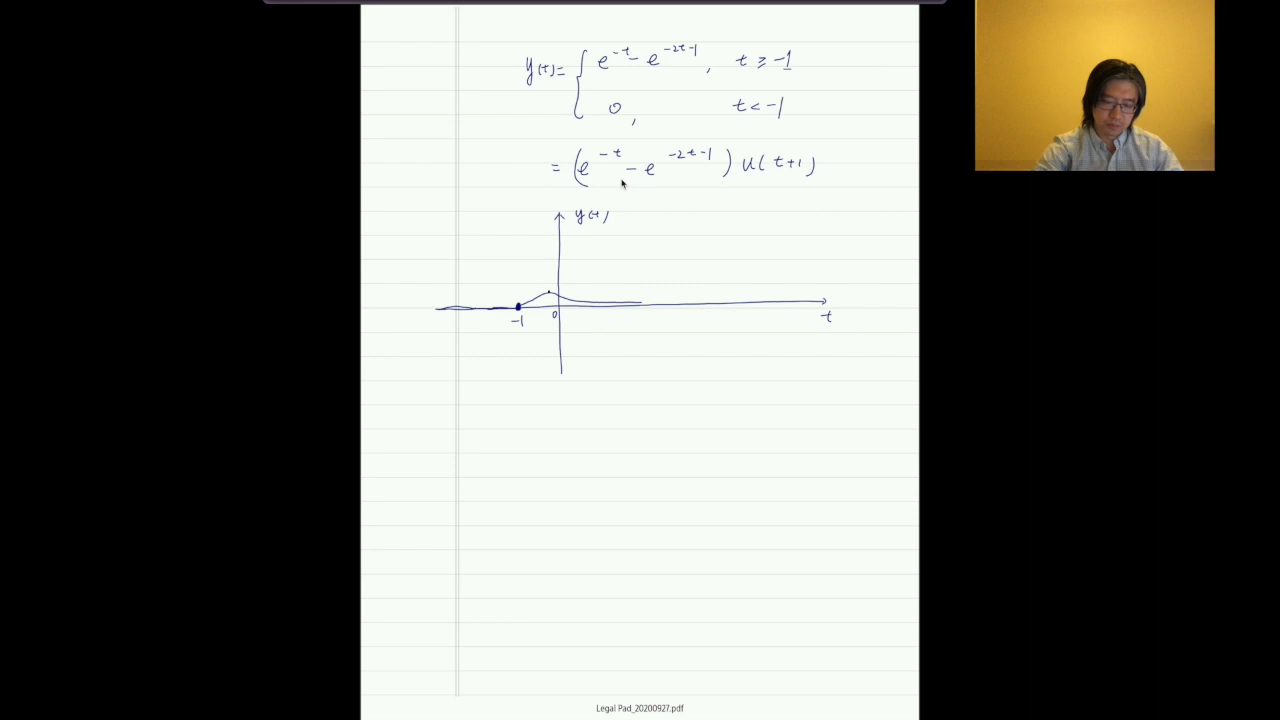 y(t)= { e^{-t} - e^{-2t-1}, t ≥ -1
0, t < -1
= (e^{-t} - e^{-2t-1}) u(t+1)
y(t)
-1 0 t
Legal Pad_20200927.pdf